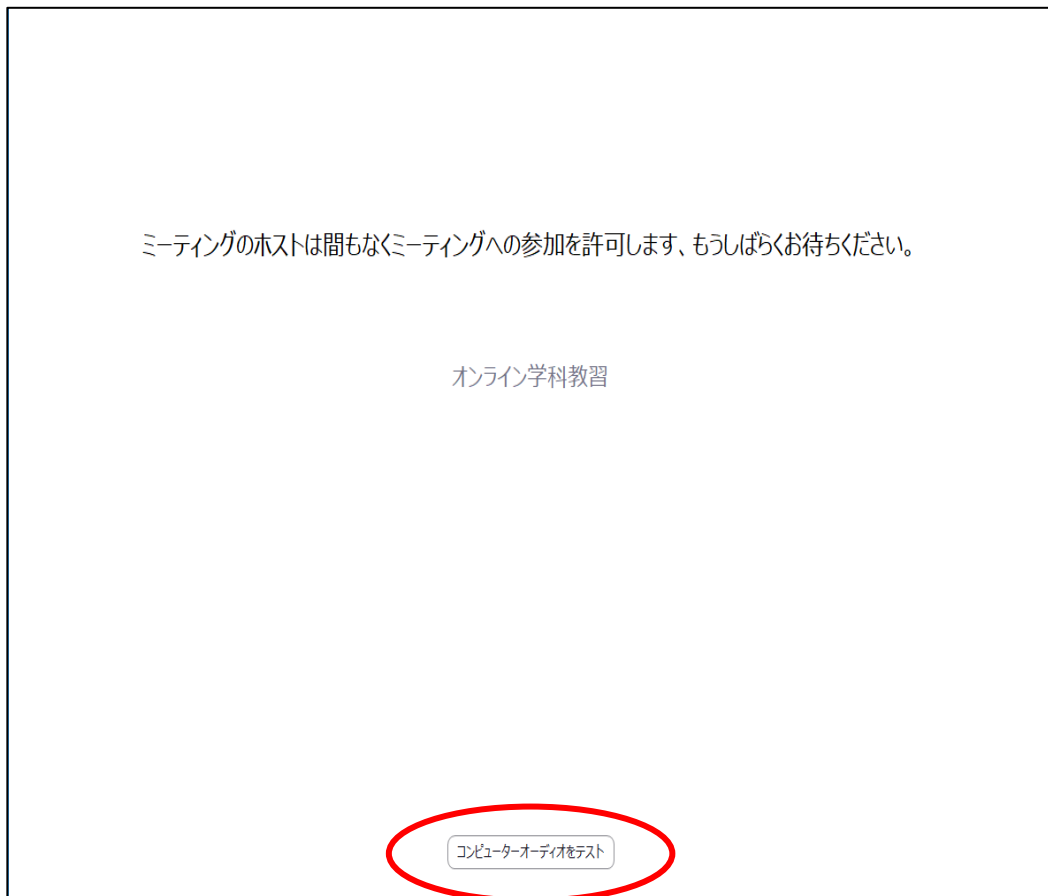 ミーティングのホストは間もなくミーティングへの参加を許可します、もうしばらくお待ちください。
オンライン学科教習
コンピューターオーディオをテスト